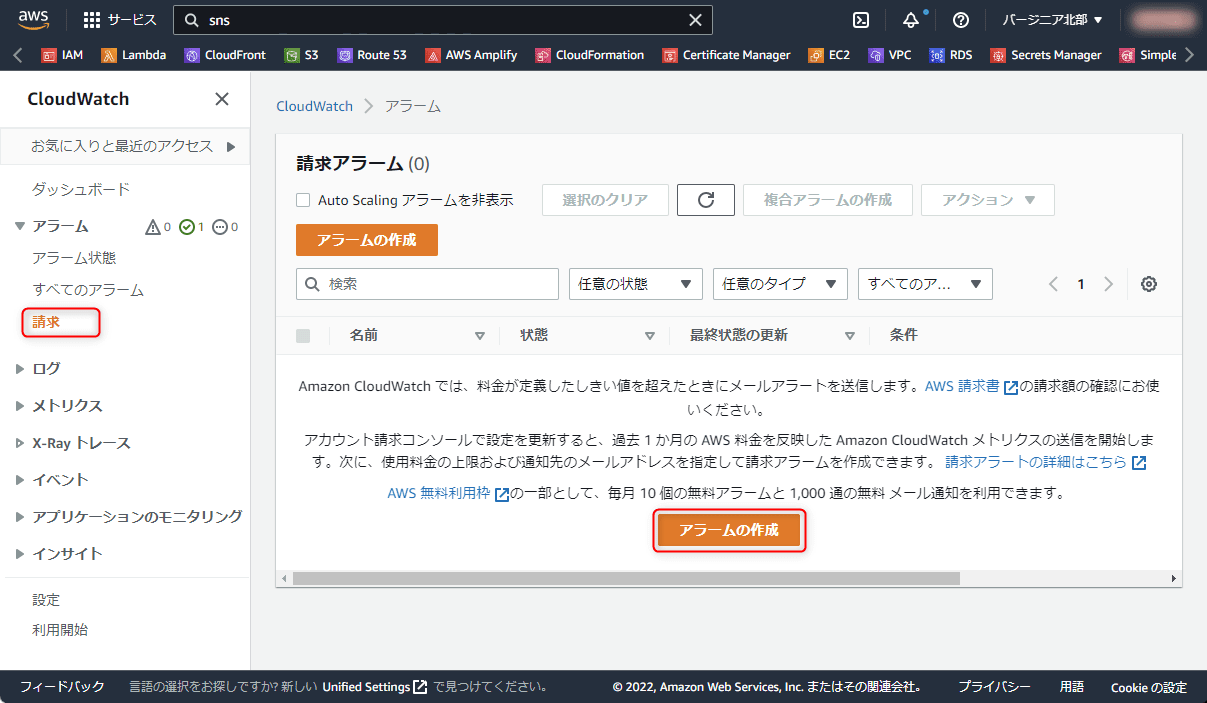 aws サービス sns バージニア北部 ▼
IAM Lambda CloudFront S3 Route 53 AWS Amplify CloudFormation Certificate Manager EC2 VPC RDS Secrets Manager Simple
CloudWatch
お気に入りと最近のアクセス
ダッシュボード
アラーム 0 1 0
アラーム状態
すべてのアラーム
請求
ログ
メトリクス
X-Ray トレース
イベント
アプリケーションのモニタリング
インサイト
設定
利用開始
CloudWatch アラーム
請求アラーム (0)
Auto Scaling アラームを非表示 選択のクリア 複合アラームの作成 アクション ▼
アラームの作成
検索 任意の状態 ▼ 任意のタイプ ▼ すべてのア... ▼ 1
名前 状態 最終状態の更新 条件
Amazon CloudWatch では、料金が定義したしきい値を超えたときにメールアラートを送信します。AWS 請求書の請求額の確認にお使
いください。
アカウント請求コンソールで設定を更新すると、過去 1 か月の AWS 料金を反映した Amazon CloudWatch メトリクスの送信を開始しま
す。次に、使用料金の上限および通知先のメールアドレスを指定して請求アラームを作成できます。 請求アラートの詳細はこちら
AWS 無料利用枠の一部として、毎月 10 個の無料アラームと 1,000 通の無料 メール通知を利用できます。
アラームの作成
フィードバック 言語の選択をお探しですか? 新しい Unified Settings で見つけてください。 © 2022, Amazon Web Services, Inc. またはその関連会社。 プライバシー 用語 Cookie の設定